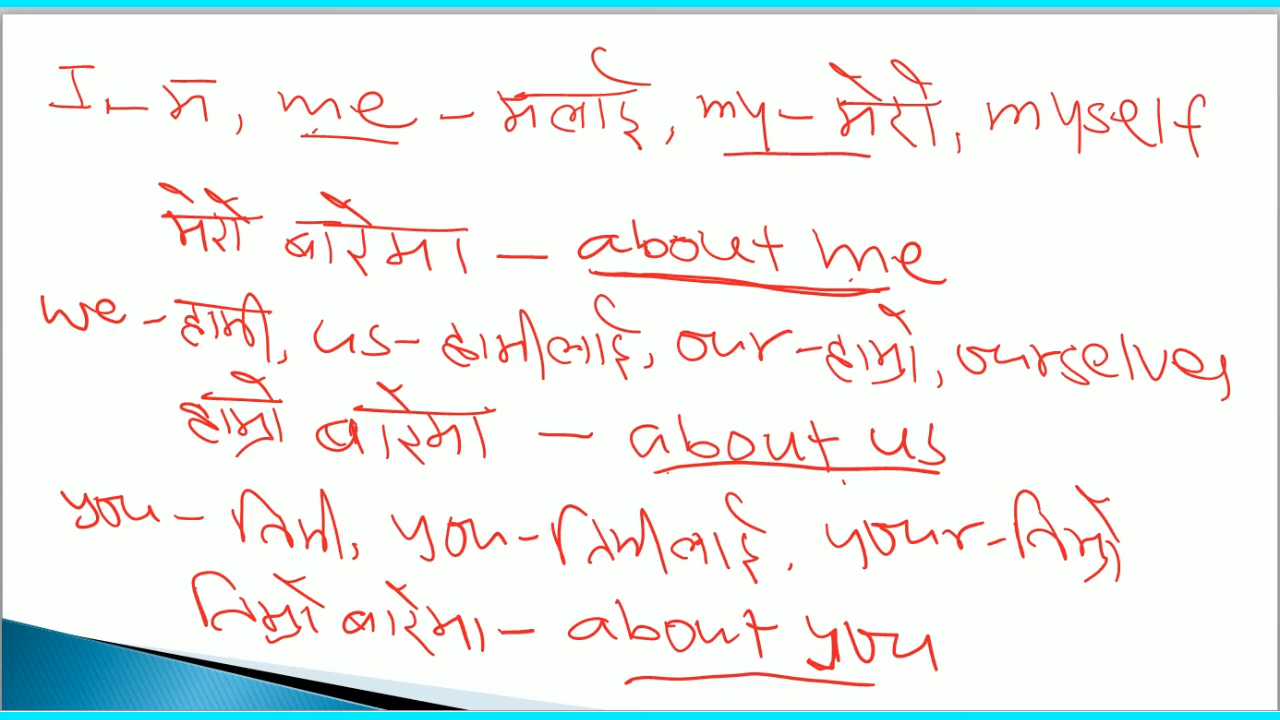 I - म, me - मलाई, my - मेरो, myself
मेरो बारेमा - about me
we - हामी, us - हामीलाई, our - हाम्रो, ourselves
हाम्रो बारेमा - about us
you - तिमी, you - तिमीलाई, your - तिम्रो
तिम्रो बारेमा - about you